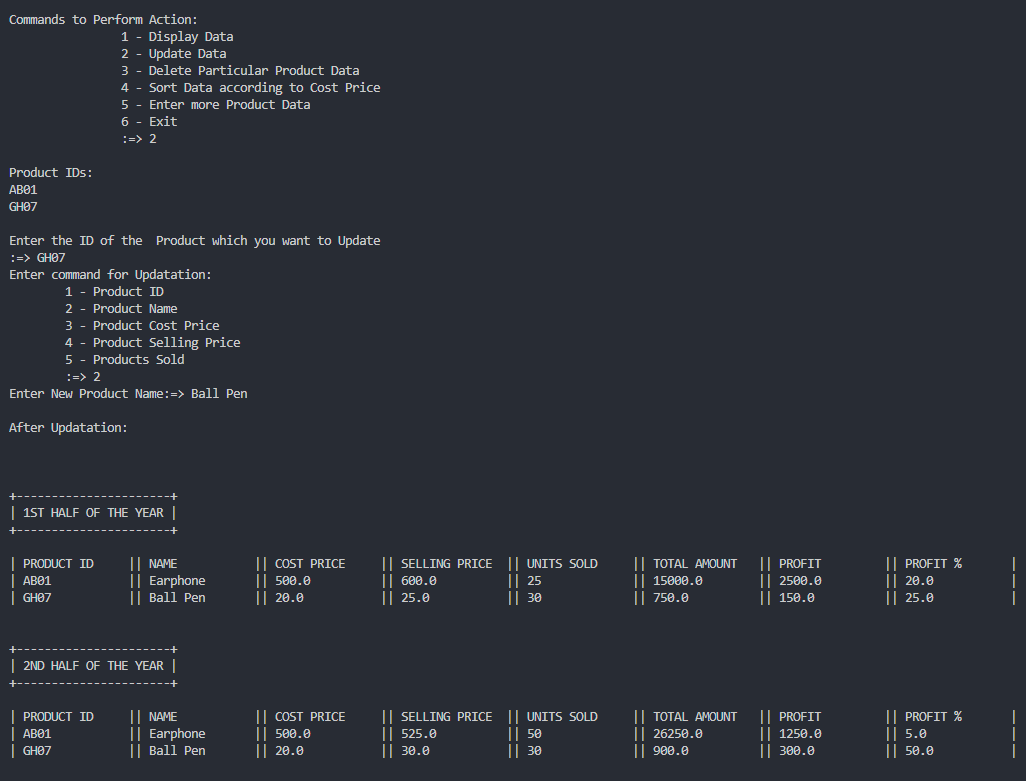 Commands to Perform Action:
1 - Display Data
2 - Update Data
3 - Delete Particular Product Data
4 - Sort Data according to Cost Price
5 - Enter more Product Data
6 - Exit
:=> 2
Product IDs:
AB01
GH07
Enter the ID of the  Product which you want to Update
:=> GH07
Enter command for Updatation:
1 - Product ID
2 - Product Name
3 - Product Cost Price
4 - Product Selling Price
5 - Products Sold
:=> 2
Enter New Product Name:=> Ball Pen
After Updatation:
+----------------------+
| 1ST HALF OF THE YEAR |
+----------------------+
| PRODUCT ID     || NAME           || COST PRICE     || SELLING PRICE  || UNITS SOLD     || TOTAL AMOUNT   || PROFIT         || PROFIT %       |
| AB01           || Earphone       || 500.0          || 600.0          || 25             || 15000.0        || 2500.0         || 20.0           |
| GH07           || Ball Pen       || 20.0           || 25.0           || 30             || 750.0          || 150.0          || 25.0           |
+----------------------+
| 2ND HALF OF THE YEAR |
+----------------------+
| PRODUCT ID     || NAME           || COST PRICE     || SELLING PRICE  || UNITS SOLD     || TOTAL AMOUNT   || PROFIT         || PROFIT %       |
| AB01           || Earphone       || 500.0          || 525.0          || 50             || 26250.0        || 1250.0         || 5.0            |
| GH07           || Ball Pen       || 20.0           || 30.0           || 30             || 900.0          || 300.0          || 50.0           |